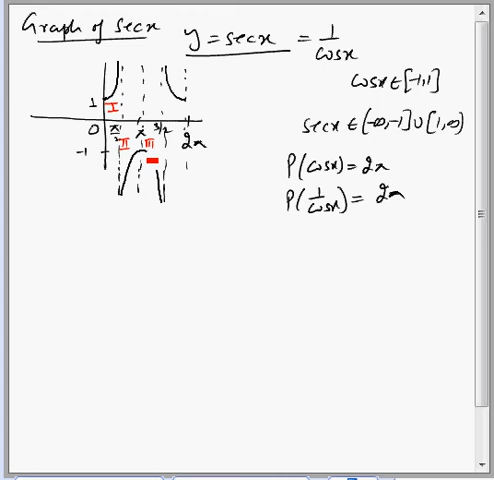 Graph of secx
y = secx = 1/cosx
cosx ∈ [-1,1]
secx ∈ (-∞,-1] ∪ [1,∞)
P(cosx) = 2π
P(1/cosx) = 2π
1 I
0 π/2 π 3/2 2π
II III
-1